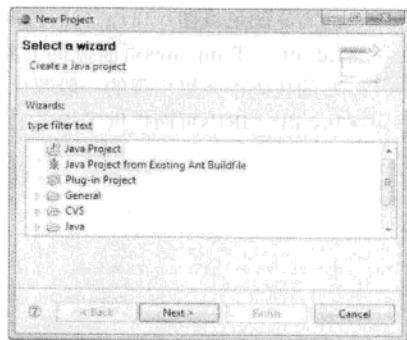 New Project
Select a wizard
Create a Java project
Wizards:
type filter text
Java Project
Java Project from Existing Ant Buildfile
Plug-in Project
General
CVS
Java
< Back
Next >
Finish
Cancel